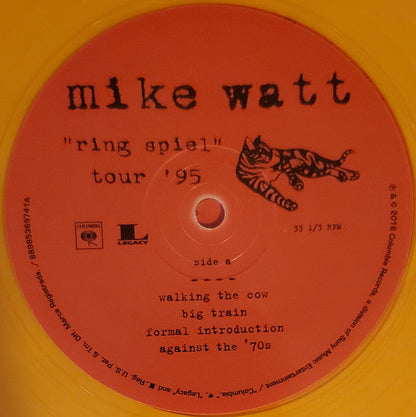 mike watt
"ring spiel"
tour '95
COLUMBIA
LEGACY
33 1/3 RPM
side a
----
walking the cow
big train
formal introduction
against the '70s
℗ & © 2016 Columbia Records, a division of Sony Music Entertainment / "Columbia", "Legacy" and L Reg. U.S. Pat. & Tm. Off. Marca Registrada / 88985369741A